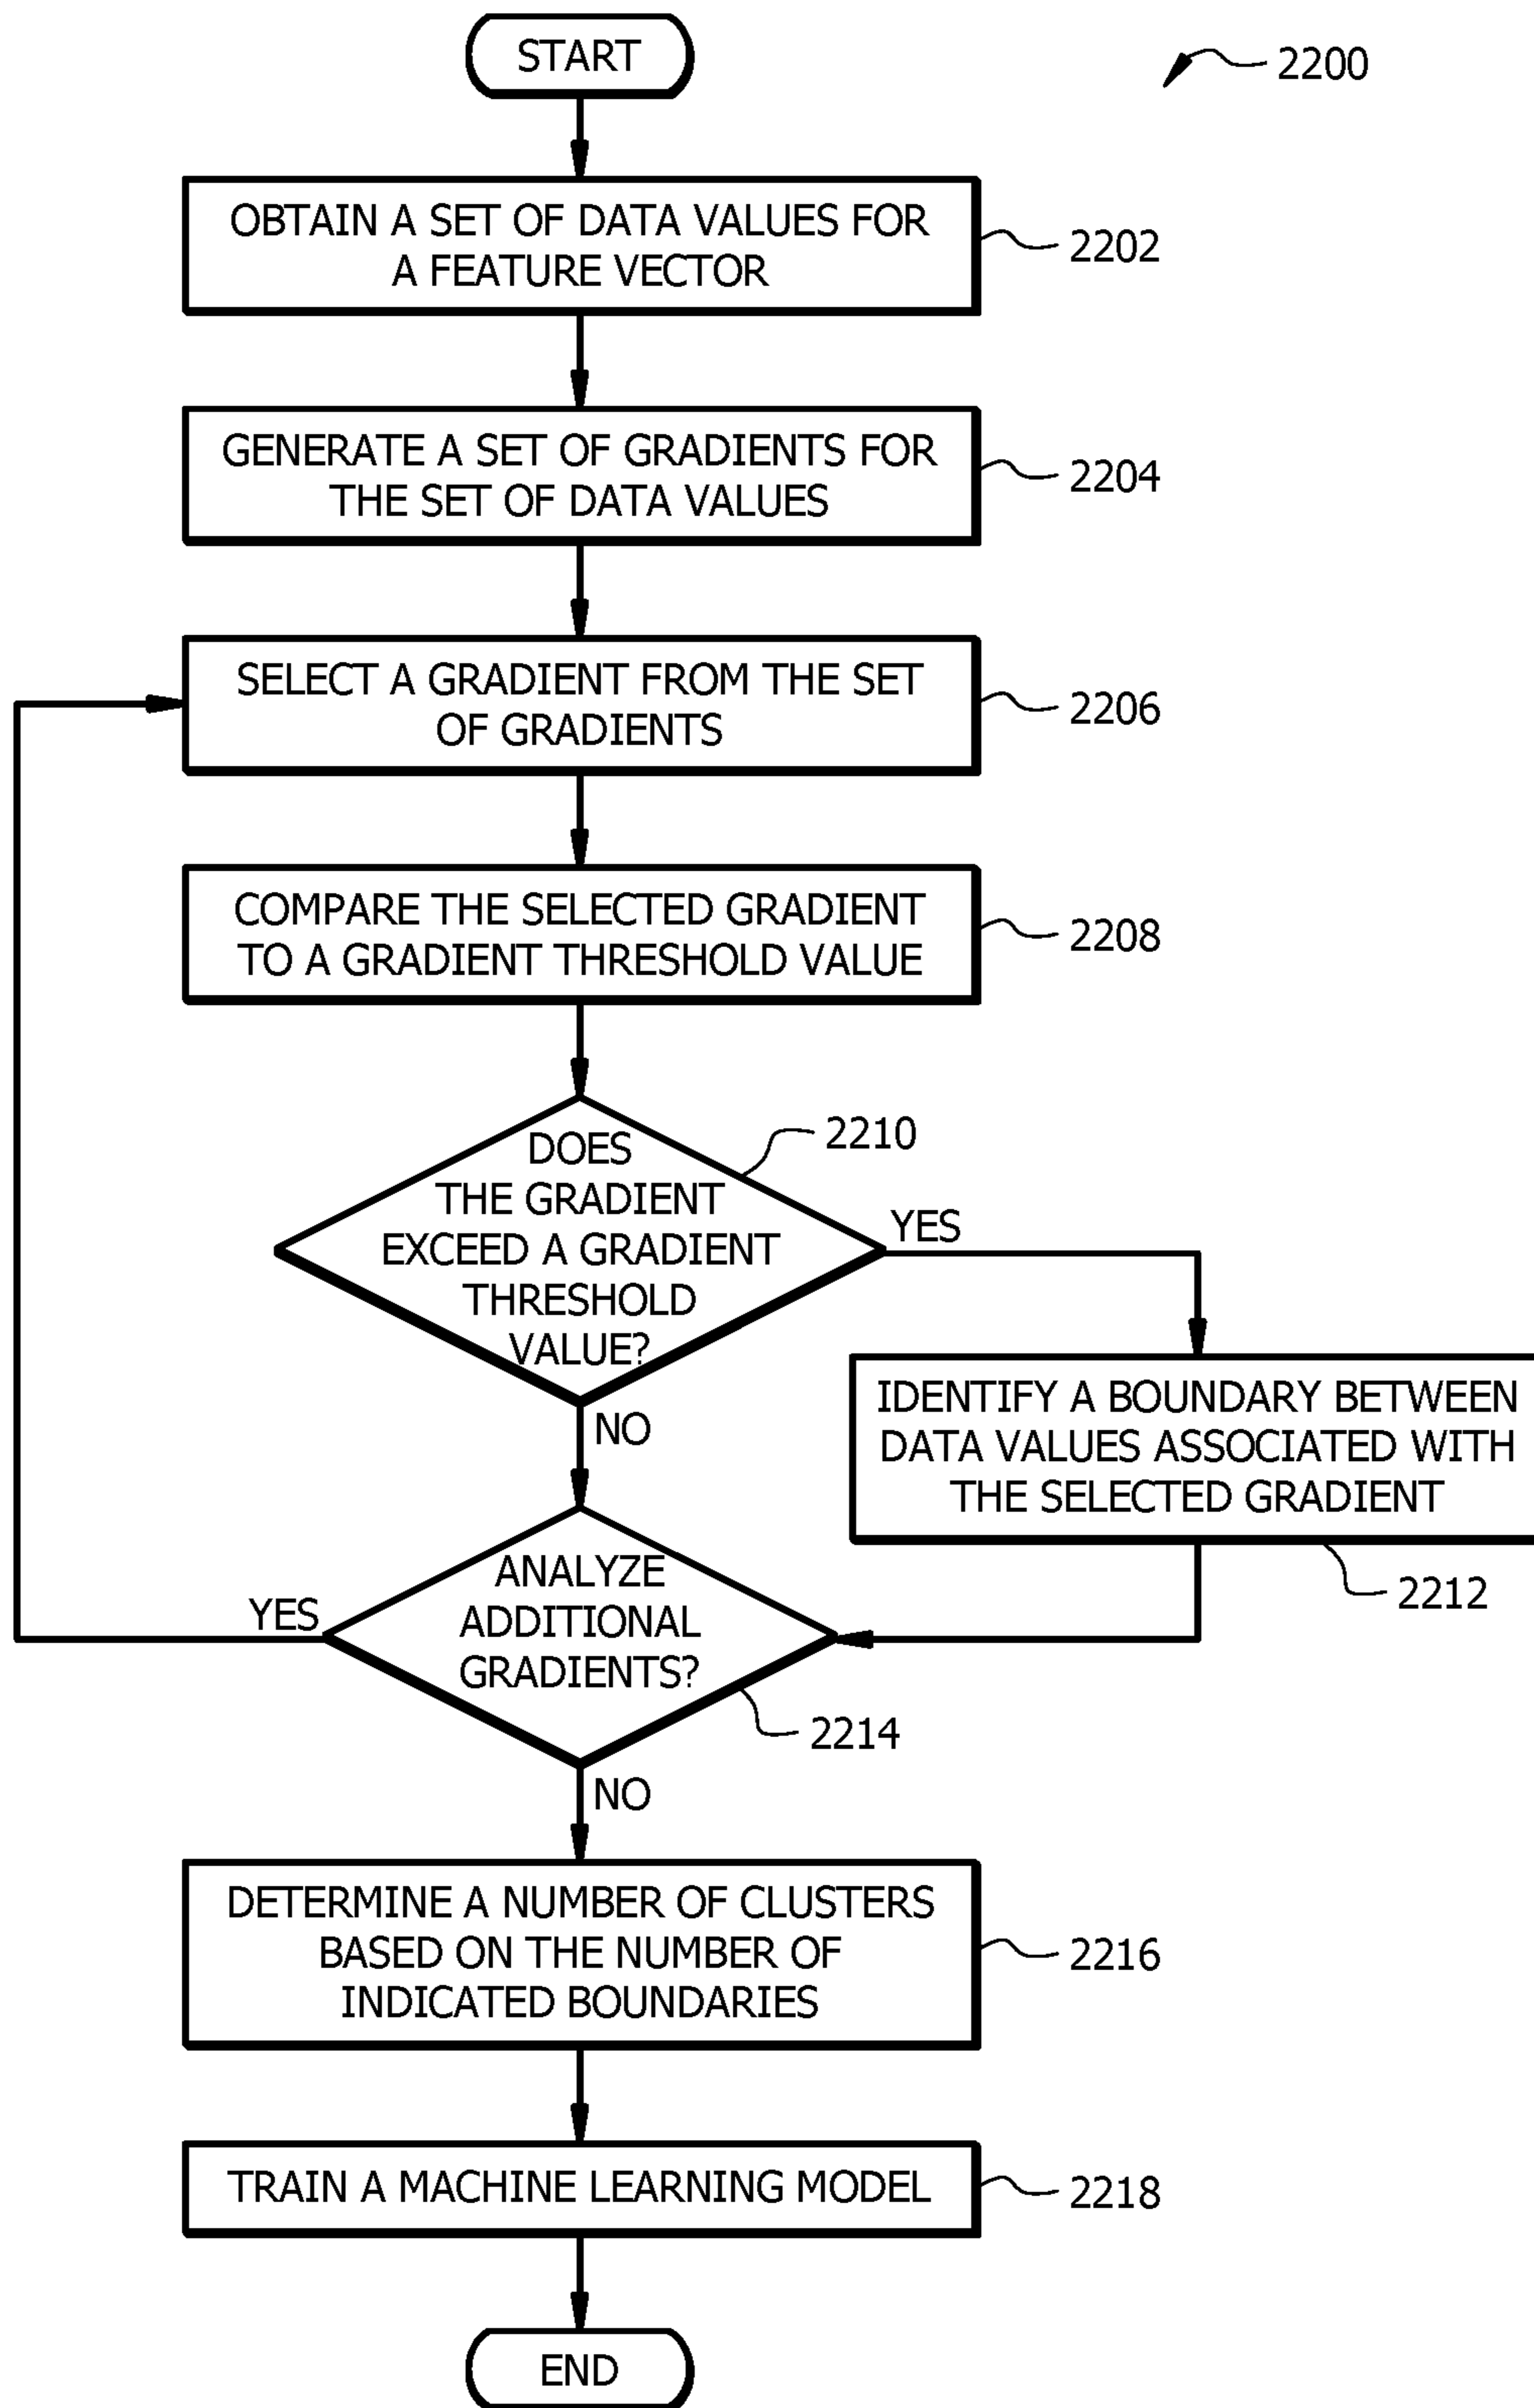 START
2200
OBTAIN A SET OF DATA VALUES FOR
A FEATURE VECTOR
2202
GENERATE A SET OF GRADIENTS FOR
THE SET OF DATA VALUES
2204
SELECT A GRADIENT FROM THE SET
OF GRADIENTS
2206
COMPARE THE SELECTED GRADIENT
TO A GRADIENT THRESHOLD VALUE
2208
DOES
THE GRADIENT
EXCEED A GRADIENT
THRESHOLD
VALUE?
2210
YES
NO
IDENTIFY A BOUNDARY BETWEEN
DATA VALUES ASSOCIATED WITH
THE SELECTED GRADIENT
2212
ANALYZE
ADDITIONAL
GRADIENTS?
YES
2214
NO
DETERMINE A NUMBER OF CLUSTERS
BASED ON THE NUMBER OF
INDICATED BOUNDARIES
2216
TRAIN A MACHINE LEARNING MODEL
2218
END